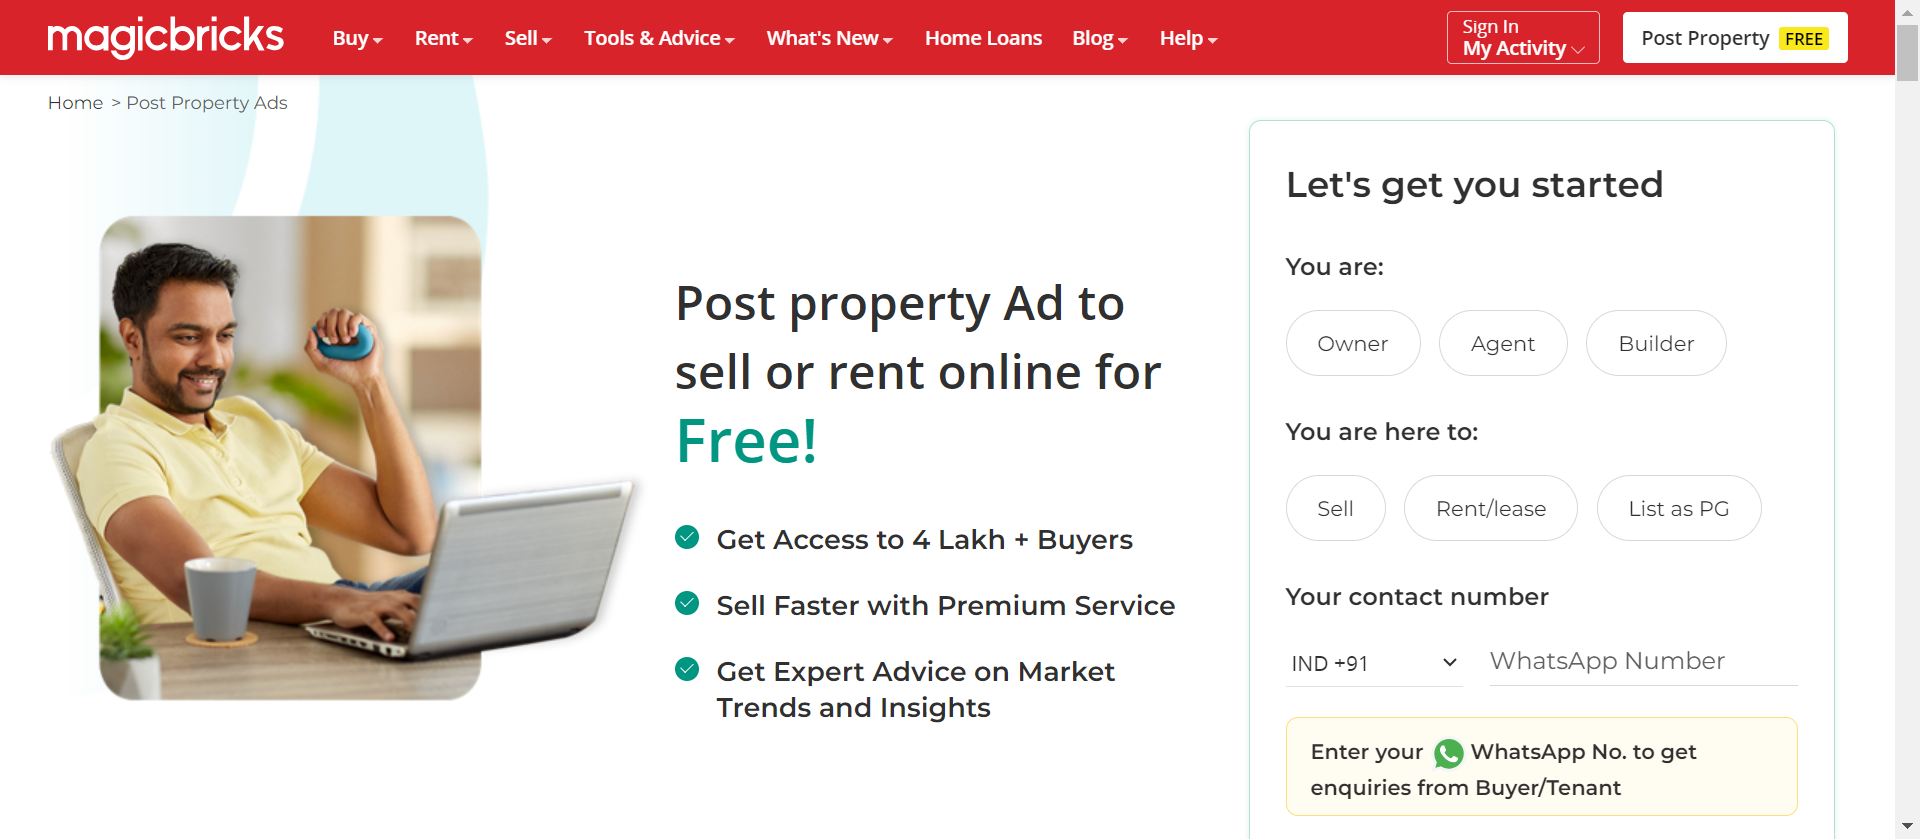 magicbricks
Buy Rent Sell Tools & Advice What's New Home Loans Blog Help
Sign In
My Activity
Post Property FREE
Home > Post Property Ads
Post property Ad to
sell or rent online for
Free!
Get Access to 4 Lakh + Buyers
Sell Faster with Premium Service
Get Expert Advice on Market
Trends and Insights
Let's get you started
You are:
Owner Agent Builder
You are here to:
Sell Rent/lease List as PG
Your contact number
IND +91 WhatsApp Number
Enter your WhatsApp No. to get
enquiries from Buyer/Tenant